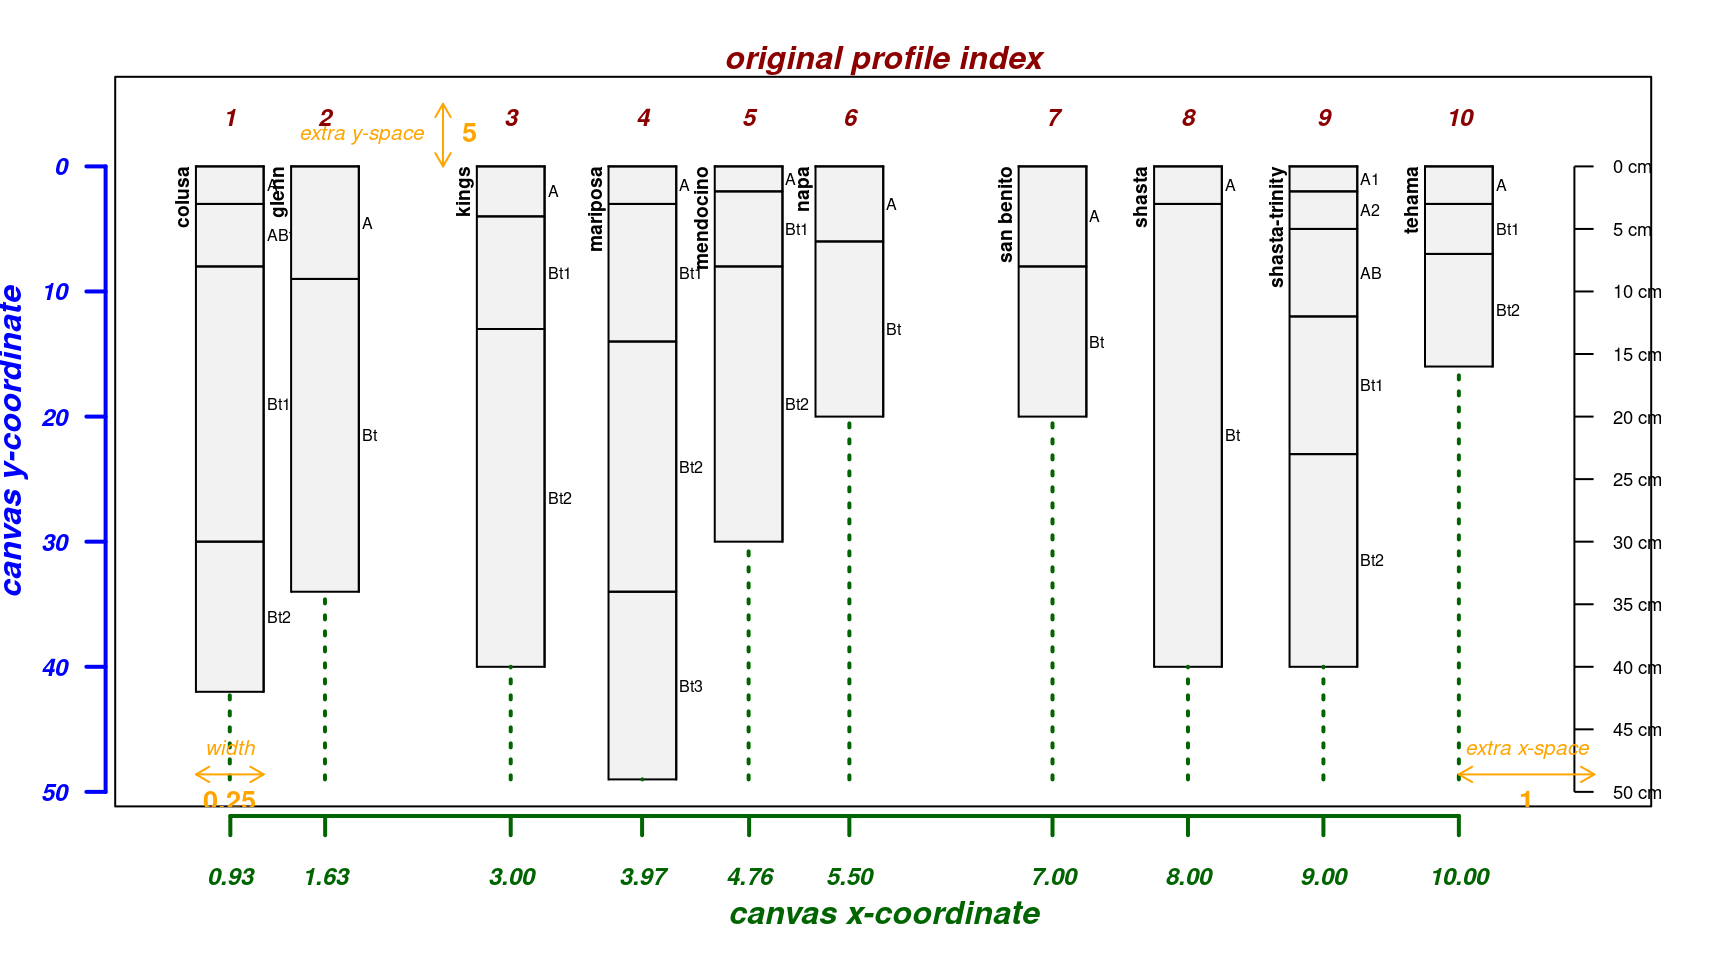 original profile index
1 2 3 4 5 6 7 8 9 10
extra y-space 5
canvas y-coordinate
0
10
20
30
40
50
colusa
A
Bt1
Bt2
glenn
A
Bt
kings
A
Bt1
Bt2
mariposa
A
Bt1
Bt2
Bt3
mendocino
A
Bt1
Bt2
napa
A
Bt
san benito
A
Bt
shasta
A
Bt
shasta-trinity
A1
A2
AB
Bt1
Bt2
tehama
A
Bt1
Bt2
0 cm
5 cm
10 cm
15 cm
20 cm
25 cm
30 cm
35 cm
40 cm
45 cm
50 cm
width
0.25
extra x-space
1
0.93 1.63 3.00 3.97 4.76 5.50 7.00 8.00 9.00 10.00
canvas x-coordinate